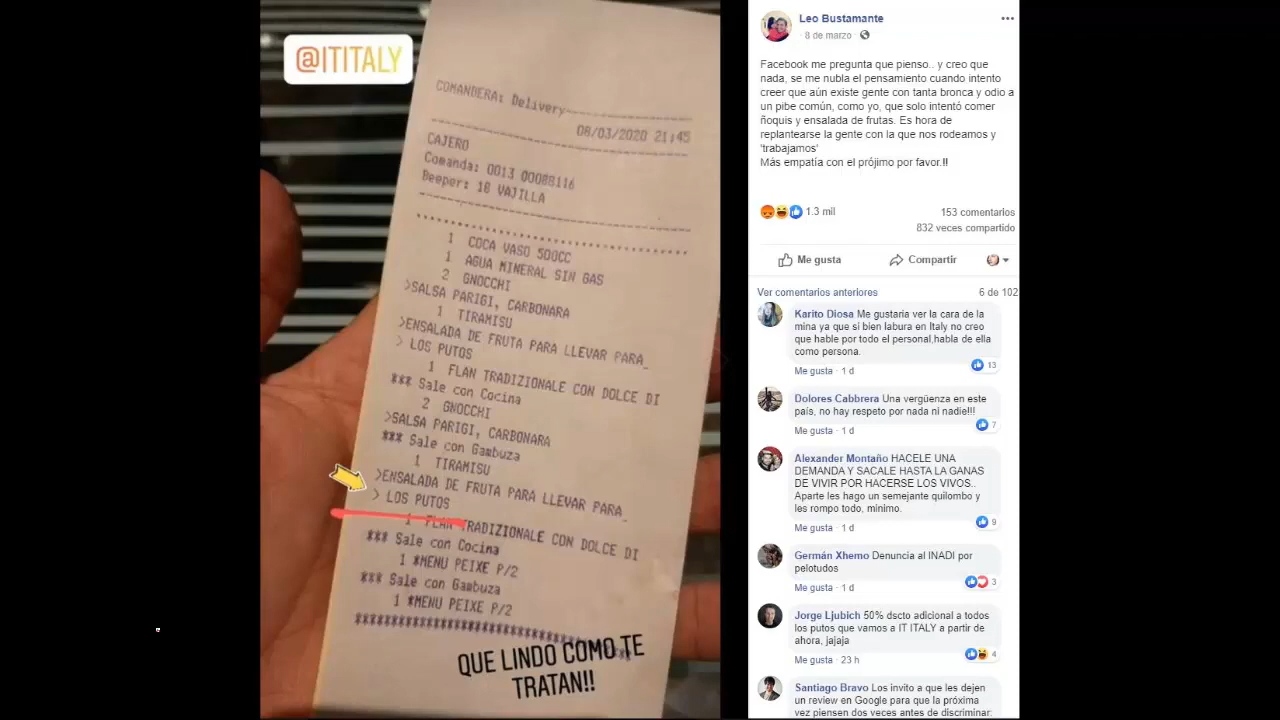 @ITITALY
COMANDERA: Delivery
08/03/2020 21:45
CAJERO
Comanda: 0013 00088116
Beeper: 18 VAJILLA
1 COCA VASO 500CC
1 AGUA MINERAL SIN GAS
2 GNOCCHI
>SALSA PARIGI, CARBONARA
1 TIRAMISU
>ENSALADA DE FRUTA PARA LLEVAR PARA_
> LOS PUTOS
1 FLAN TRADIZIONALE CON DOLCE DI
*** Sale con Cocina
2 GNOCCHI
>SALSA PARIGI, CARBONARA
*** Sale con Gambuza
1 TIRAMISU
>ENSALADA DE FRUTA PARA LLEVAR PARA_
> LOS PUTOS
1 FLAN TRADIZIONALE CON DOLCE DI
*** Sale con Cocina
1 *MENU PEIXE P/2
*** Sale con Gambuza
1 *MENU PEIXE P/2
QUE LINDO COMO TE
TRATAN!!
Leo Bustamante
8 de marzo
Facebook me pregunta que pienso.. y creo que
nada, se me nubla el pensamiento cuando intento
creer que aún existe gente con tanta bronca y odio a
un pibe común, como yo, que solo intentó comer
ñoquis y ensalada de frutas. Es hora de
replantearse la gente con la que nos rodeamos y
'trabajamos'
Más empatía con el prójimo por favor.!!
1.3 mil
153 comentarios
832 veces compartido
Me gusta
Compartir
Ver comentarios anteriores
6 de 102
Karito Diosa Me gustaría ver la cara de la
mina ya que sí bien labura en Italy no creo
que hable por todo el personal,habla de ella
como persona.
13
Me gusta · 1 d
Dolores Cabbrera Una vergüenza en este
país, no hay respeto por nada ni nadie!!!
7
Me gusta · 1 d
Alexander Montaño HACELE UNA
DEMANDA Y SACALE HASTA LA GANAS
DE VIVIR POR HACERSE LOS VIVOS..
Aparte les hago un semejante quilombo y
les rompo todo, mínimo.
9
Me gusta · 1 d
Germán Xhemo Denuncia al INADI por
pelotudos
3
Me gusta · 1 d
Jorge Ljubich 50% dscto adicional a todos
los putos que vamos a IT ITALY a partir de
ahora, jajaja
4
Me gusta · 23 h
Santiago Bravo Los invito a que les dejen
un review en Google para que la próxima
vez piensen dos veces antes de discriminar: